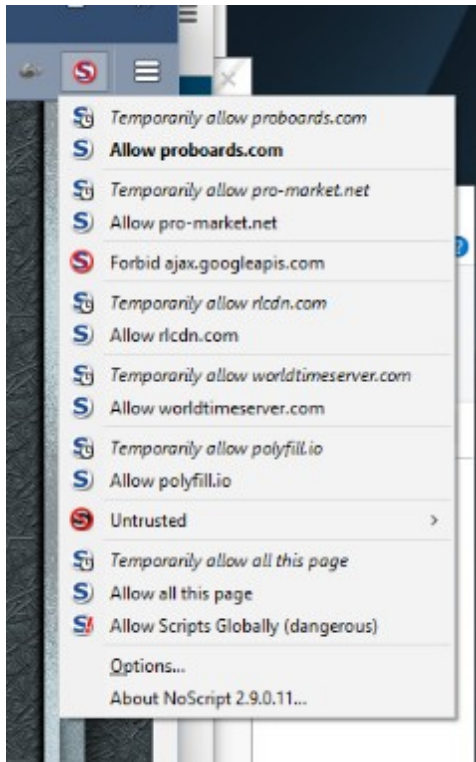 Temporarily allow proboards.com
Allow proboards.com
Temporarily allow pro-market.net
Allow pro-market.net
Forbid ajax.googleapis.com
Temporarily allow rlcdn.com
Allow rlcdn.com
Temporarily allow worldtimeserver.com
Allow worldtimeserver.com
Temporarily allow polyfill.io
Allow polyfill.io
Untrusted
Temporarily allow all this page
Allow all this page
Allow Scripts Globally (dangerous)
Options...
About NoScript 2.9.0.11...